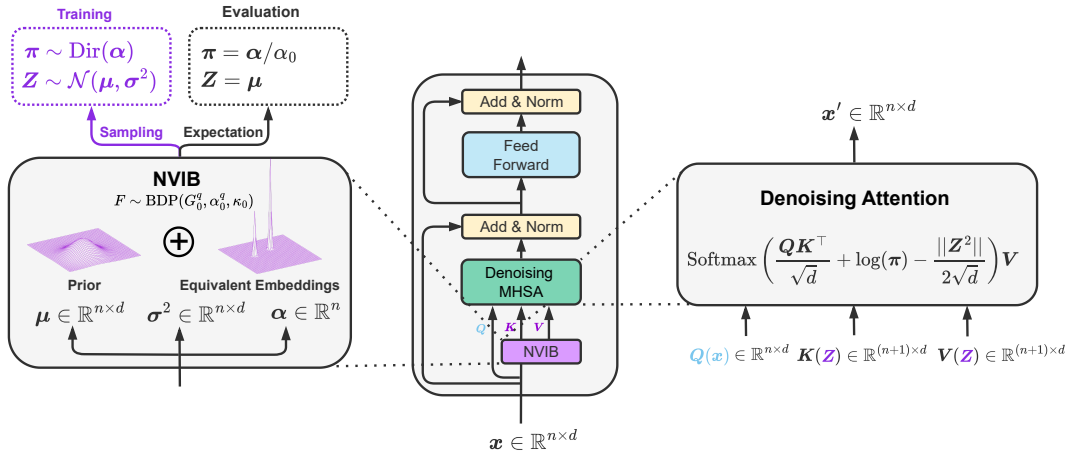 Training
π ∼ Dir(α)
Z ∼ N(μ, σ²)
Evaluation
π = α/α₀
Z = μ
Sampling
Expectation
NVIB
F ∼ BDP(G₀^q, α₀^q, κ₀)
Prior
Equivalent Embeddings
μ ∈ ℝ^{n×d}
σ² ∈ ℝ^{n×d}
α ∈ ℝ^n
Add & Norm
Feed
Forward
Add & Norm
Denoising
MHSA
Q
K
V
NVIB
x ∈ ℝ^{n×d}
x′ ∈ ℝ^{n×d}
Denoising Attention
Softmax ( QK^⊤ / √d + log(π) − ||Z²|| / 2√d ) V
Q(x) ∈ ℝ^{n×d}
K(Z) ∈ ℝ^{(n+1)×d}
V(Z) ∈ ℝ^{(n+1)×d}